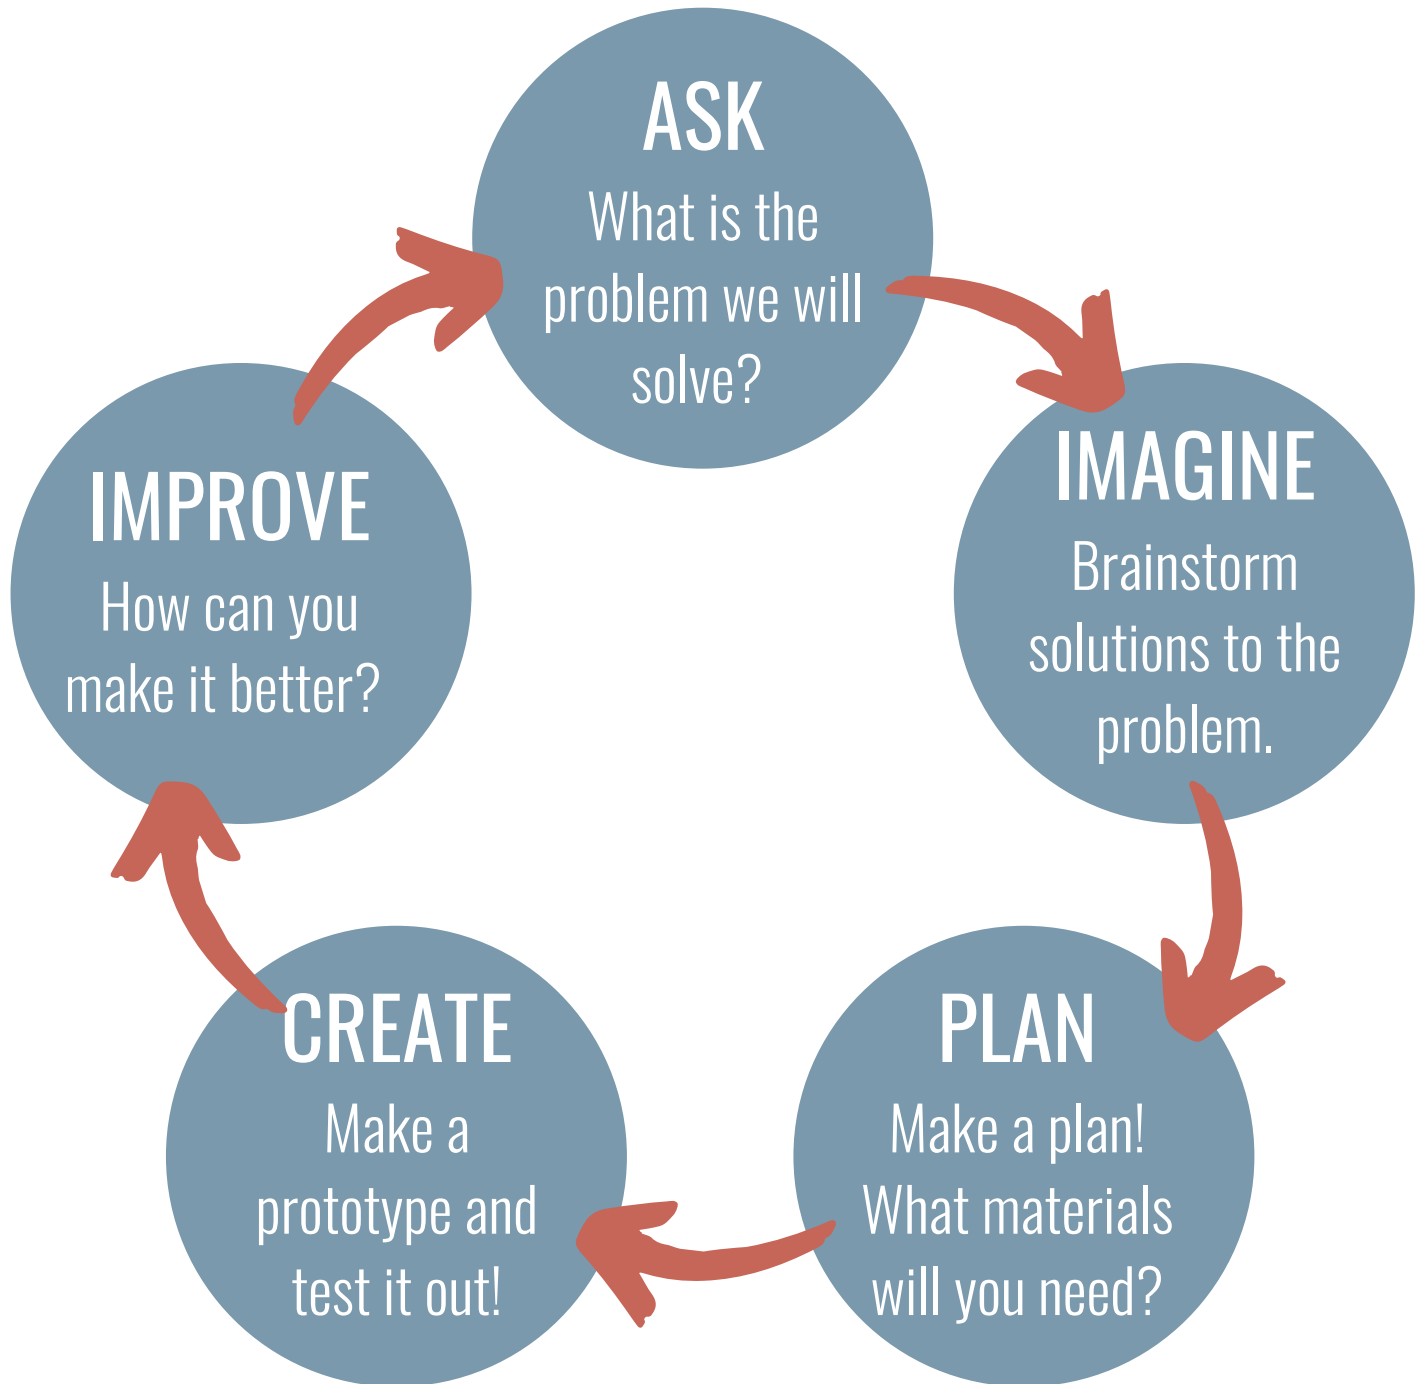 ASK
What is the
problem we will
solve?
IMAGINE
Brainstorm
solutions to the
problem.
PLAN
Make a plan!
What materials
will you need?
CREATE
Make a
prototype and
test it out!
IMPROVE
How can you
make it better?